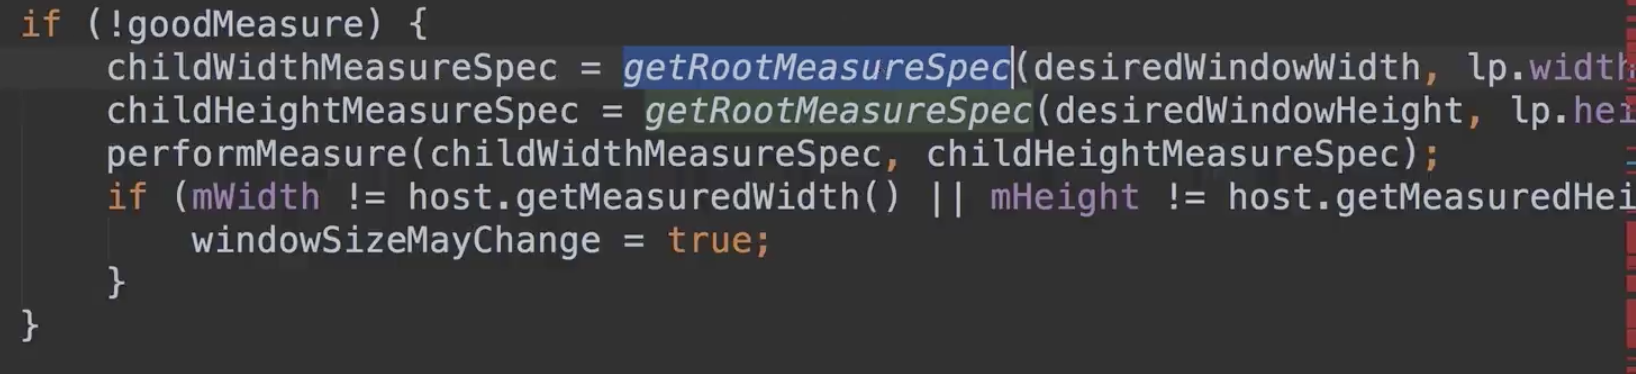 if (!goodMeasure) {
childWidthMeasureSpec = getRootMeasureSpec(desiredWindowWidth, lp.width
childHeightMeasureSpec = getRootMeasureSpec(desiredWindowHeight, lp.hei
performMeasure(childWidthMeasureSpec, childHeightMeasureSpec);
if (mWidth != host.getMeasuredWidth() || mHeight != host.getMeasuredHei
windowSizeMayChange = true;
}
}